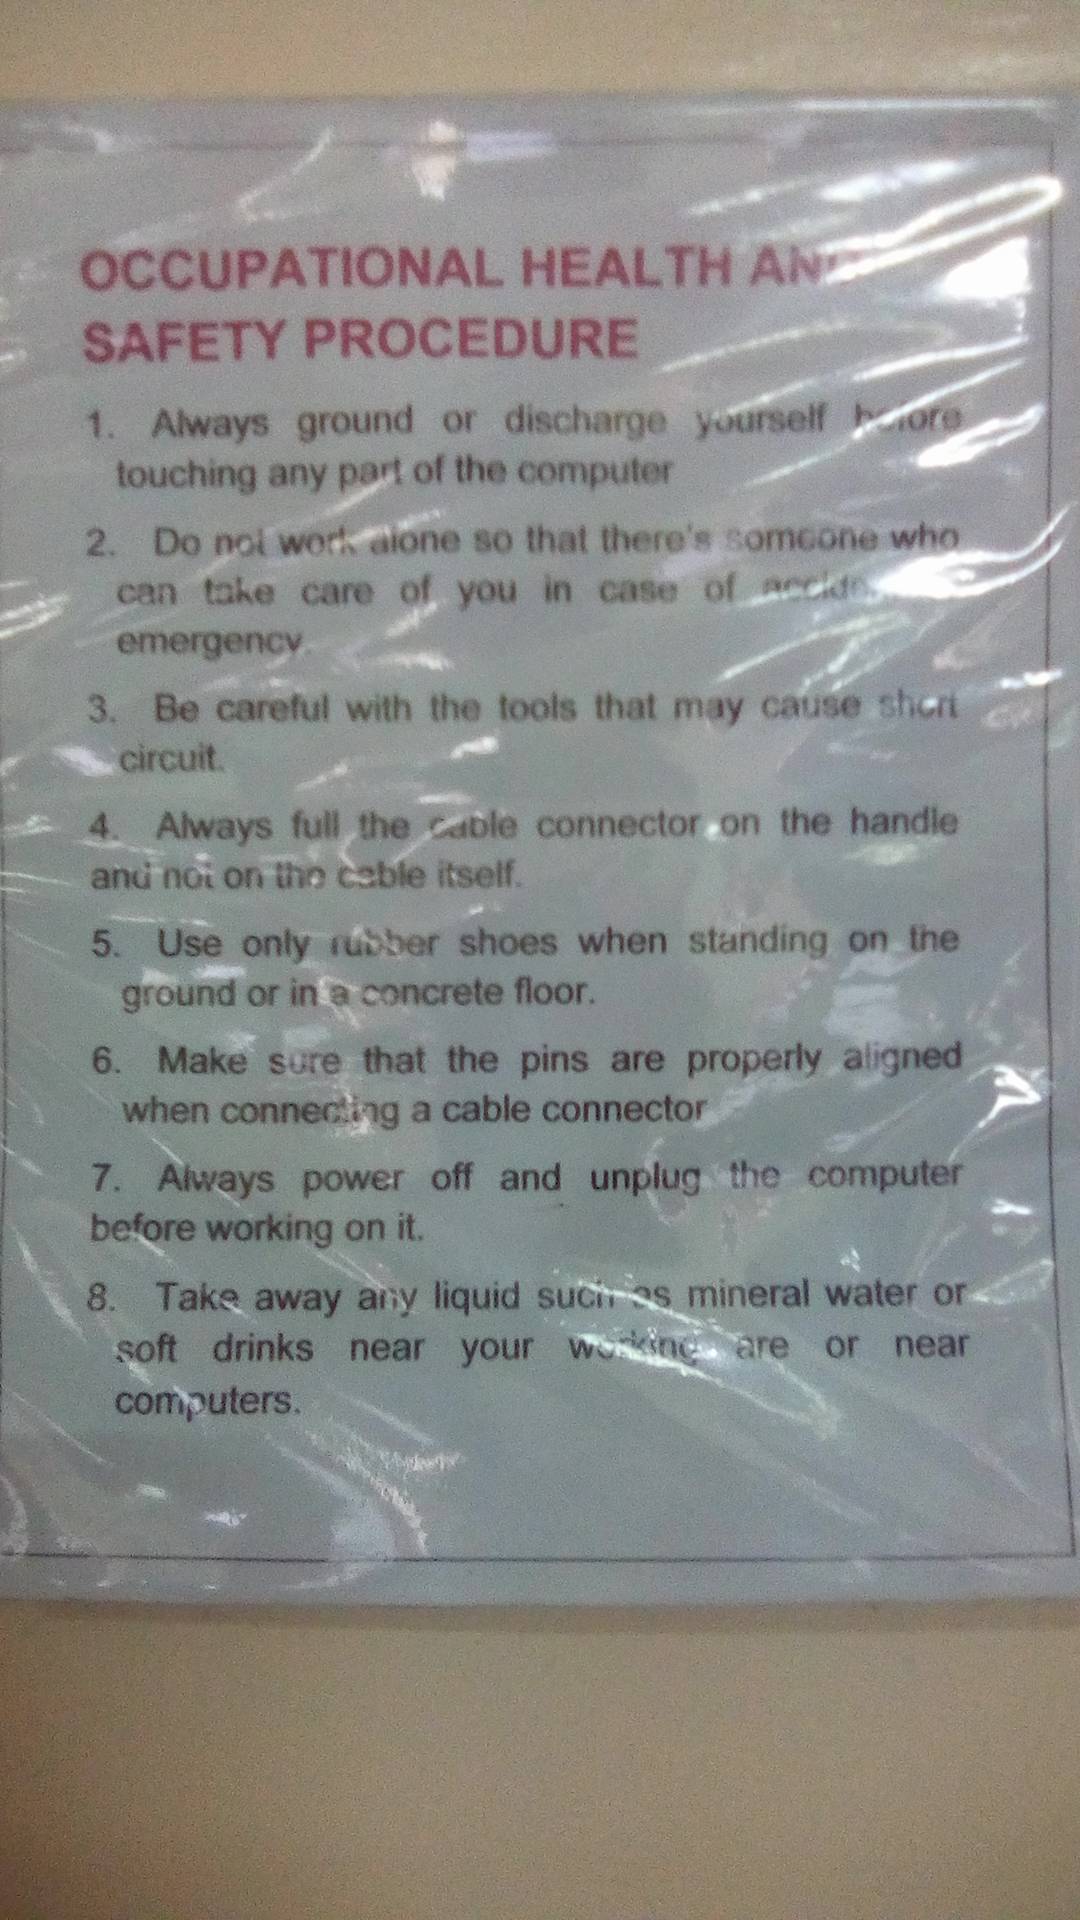 OCCUPATIONAL HEALTH AND
SAFETY PROCEDURE
1. Always ground or discharge yourself before
touching any part of the computer
2. Do not work alone so that there's someone who
can take care of you in case of
emergency.
3. Be careful with the tools that may cause short
circuit.
4. Always full the cable connector on the handle
and not on the cable itself.
5. Use only rubber shoes when standing on the
ground or in a concrete floor.
6. Make sure that the pins are properly aligned
when connecting a cable connector
7. Always power off and unplug the computer
before working on it.
8. Take away any liquid such as mineral water or
soft drinks near your working are or near
computers.